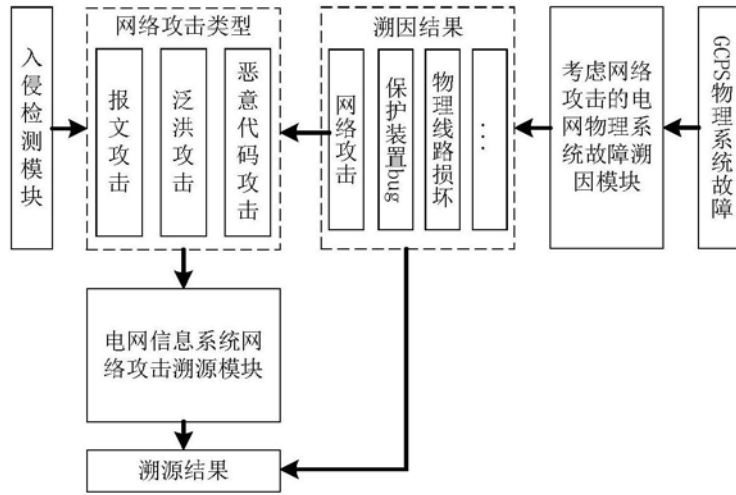 入侵检测模块
网络攻击类型
报文攻击
泛洪攻击
恶意代码攻击
溯因结果
网络攻击
保护装置bug
物理线路损坏
...
考虑网络
攻击的电
网物理系
统故障溯
因模块
GCPS物理系统故障
电网信息系统网
络攻击溯源模块
溯源结果